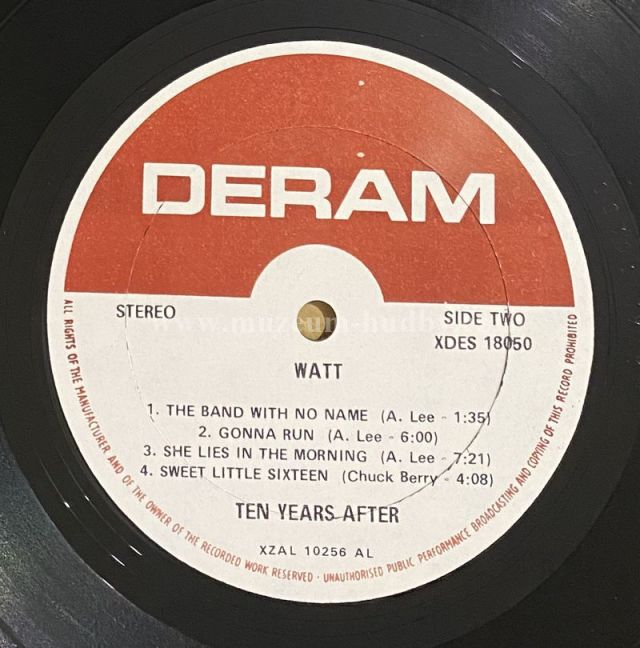 DERAM
STEREO
SIDE TWO
XDES 18050
WATT
1. THE BAND WITH NO NAME (A. Lee - 1:35)
2. GONNA RUN (A. Lee - 6:00)
3. SHE LIES IN THE MORNING (A. Lee - 7:21)
4. SWEET LITTLE SIXTEEN (Chuck Berry - 4:08)
TEN YEARS AFTER
XZAL 10256 AL
ALL RIGHTS OF THE MANUFACTURER AND OF THE OWNER OF THE RECORDED WORK RESERVED · UNAUTHORISED PUBLIC PERFORMANCE BROADCASTING AND COPYING OF THIS RECORD PROHIBITED